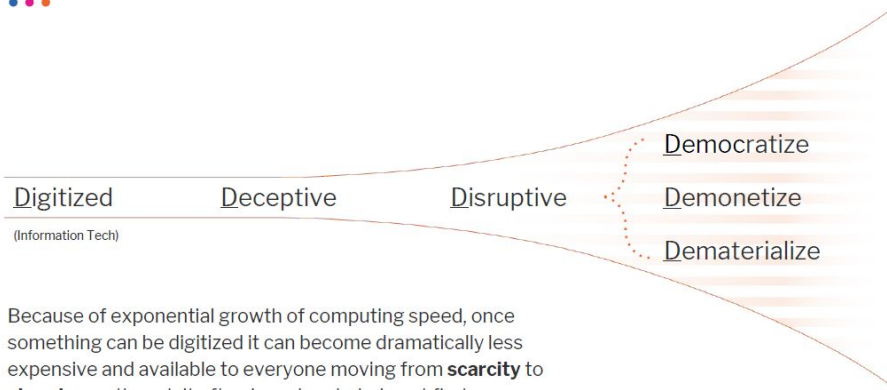 Democratize
Digitized Deceptive Disruptive Demonetize
(Information Tech)
Dematerialize
Because of exponential growth of computing speed, once
something can be digitized it can become dramatically less
expensive and available to everyone moving from scarcity to